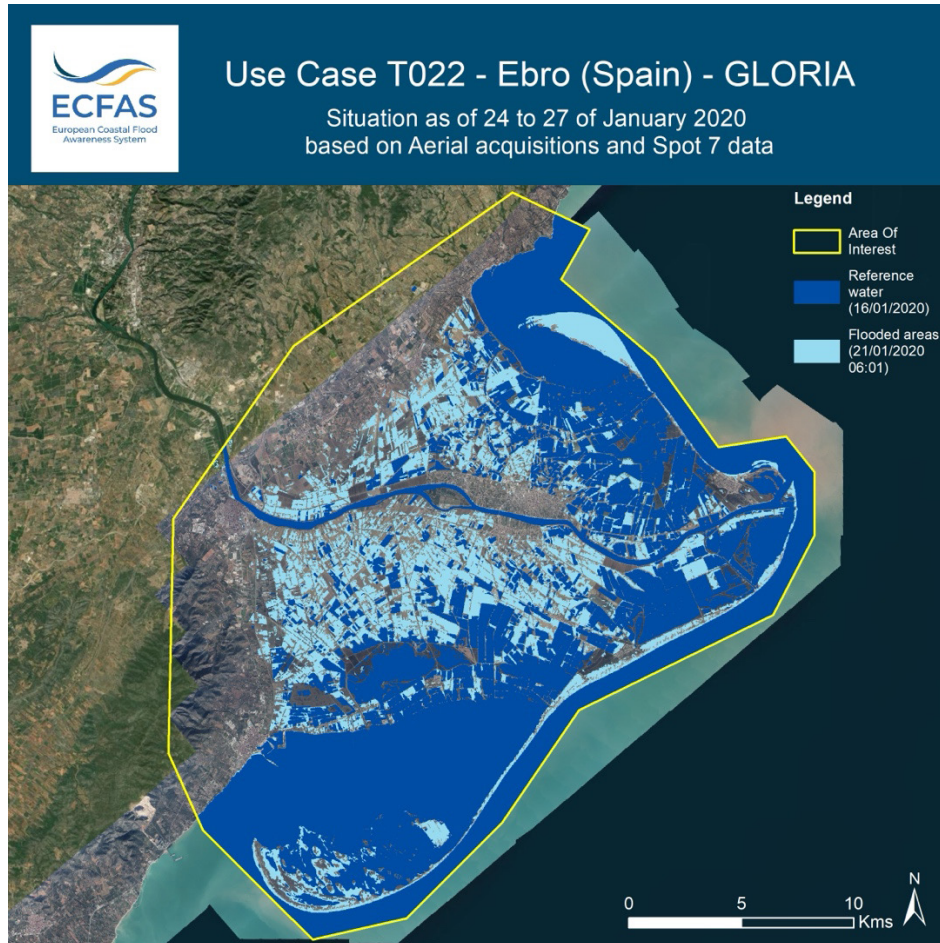 ECFAS
European Coastal Flood
Awareness System
Use Case T022 - Ebro (Spain) - GLORIA
Situation as of 24 to 27 of January 2020
based on Aerial acquisitions and Spot 7 data
Legend
Area Of
Interest
Reference
water
(16/01/2020)
Flooded areas
(21/01/2020
06:01)
N
0 5 10
Kms